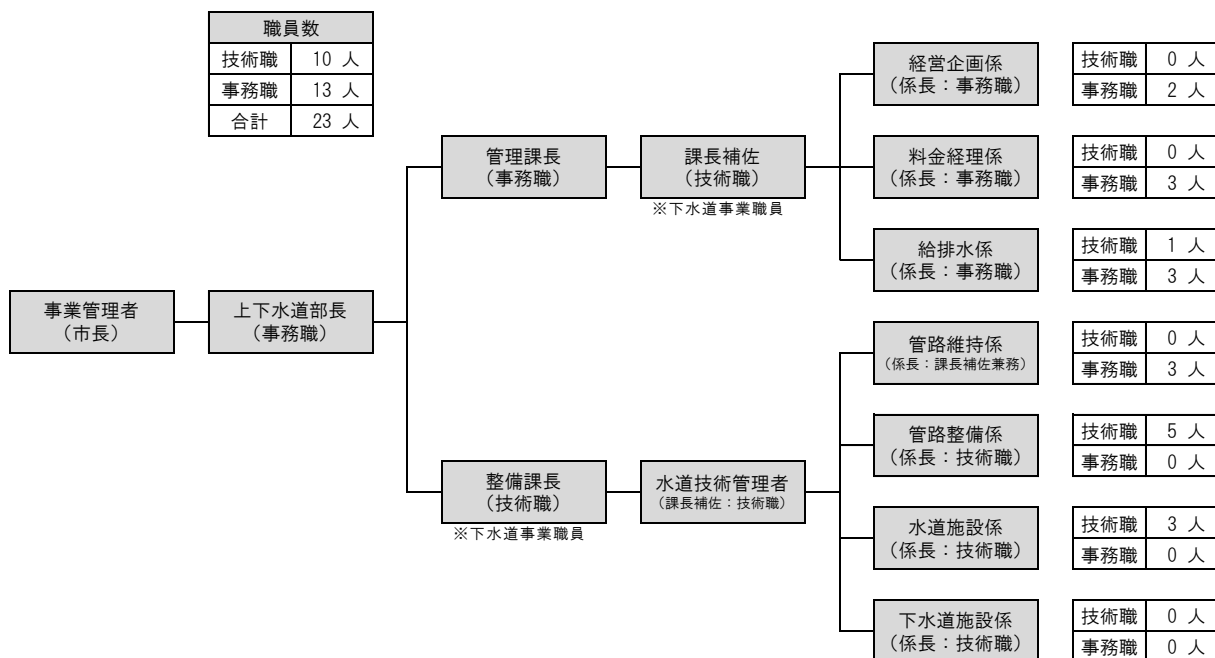 職員数
技術職 10 人
事務職 13 人
合計 23 人
事業管理者
（市長）
上下水道部長
（事務職）
管理課長
（事務職）
課長補佐
（技術職）
※下水道事業職員
経営企画係
（係長：事務職）
技術職 0 人
事務職 2 人
料金経理係
（係長：事務職）
技術職 0 人
事務職 3 人
給排水係
（係長：事務職）
技術職 1 人
事務職 3 人
整備課長
（技術職）
※下水道事業職員
水道技術管理者
（課長補佐：技術職）
管路維持係
（係長：課長補佐兼務）
技術職 0 人
事務職 3 人
管路整備係
（係長：技術職）
技術職 5 人
事務職 0 人
水道施設係
（係長：技術職）
技術職 3 人
事務職 0 人
下水道施設係
（係長：技術職）
技術職 0 人
事務職 0 人